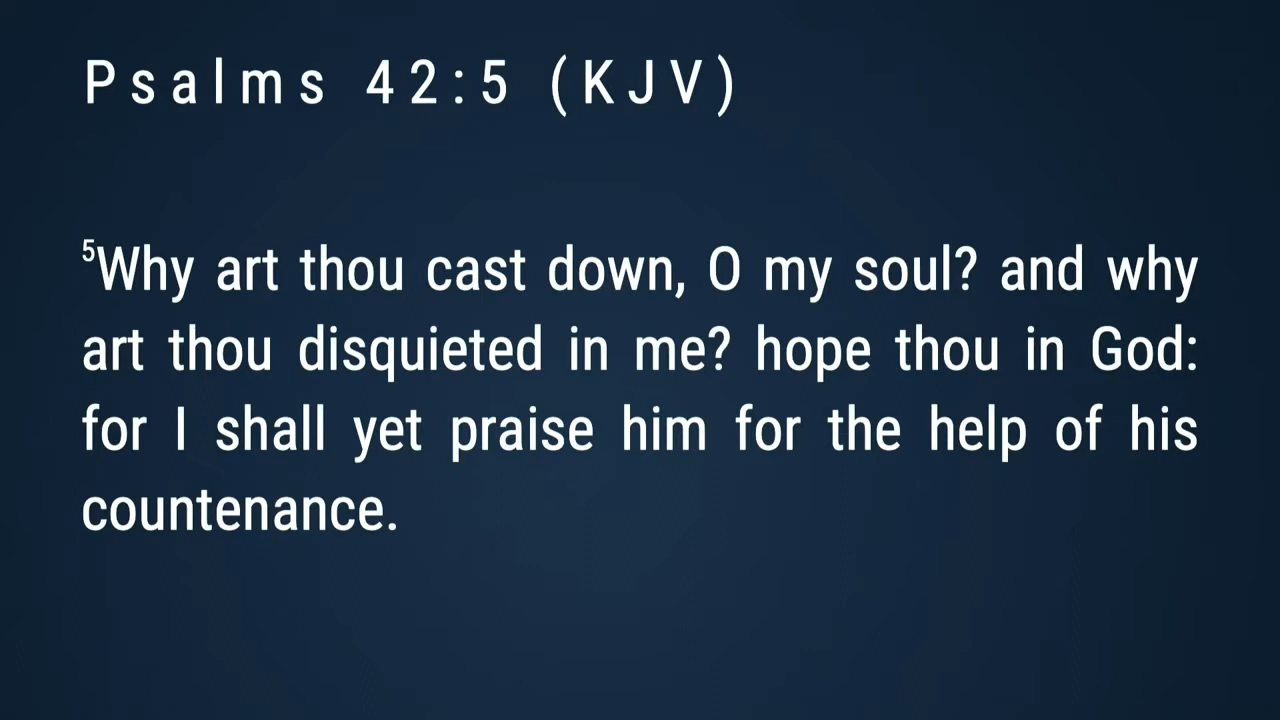 Psalms 42:5 (KJV)
⁵Why art thou cast down, O my soul? and why
art thou disquieted in me? hope thou in God:
for I shall yet praise him for the help of his
countenance.